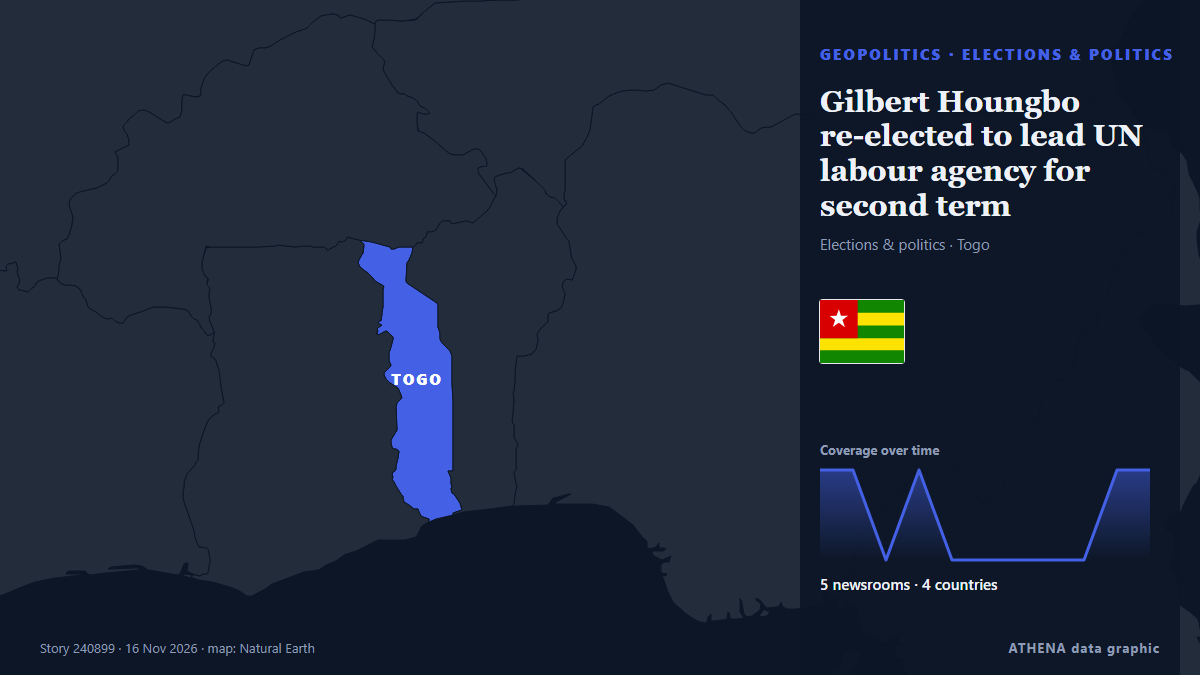 GEOPOLITICS · ELECTIONS & POLITICS
Gilbert Houngbo
re-elected to lead UN
labour agency for
second term
Elections & politics · Togo
TOGO
Coverage over time
5 newsrooms · 4 countries
Story 240899 · 16 Nov 2026 · map: Natural Earth
ATHENA data graphic